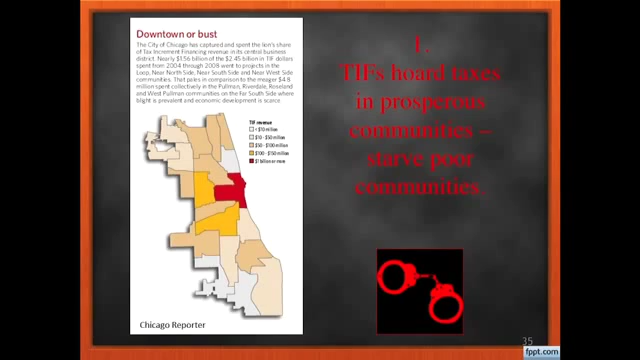 Downtown or bust
The City of Chicago has captured and spent the lion's share
of Tax Increment Financing revenue in its central business
district. Nearly $1.56 billion of the $2.45 billion in TIF dollars
spent from 2004 through 2008 went to projects in the
Loop, Near North Side, Near South Side and Near West Side
communities. That pales in comparison to the meager $4.8
million spent collectively in the Pullman, Riverdale, Roseland
and West Pullman communities on the Far South Side where
blight is prevalent and economic development is scarce.
TIF revenue
< $10 million
$10 - $50 million
$50 - $100 million
$100 - $150 million
$1 billion or more
Chicago Reporter
1.
TIFs hoard taxes
in prosperous
communities –
starve poor
communities.
35
fppt.com